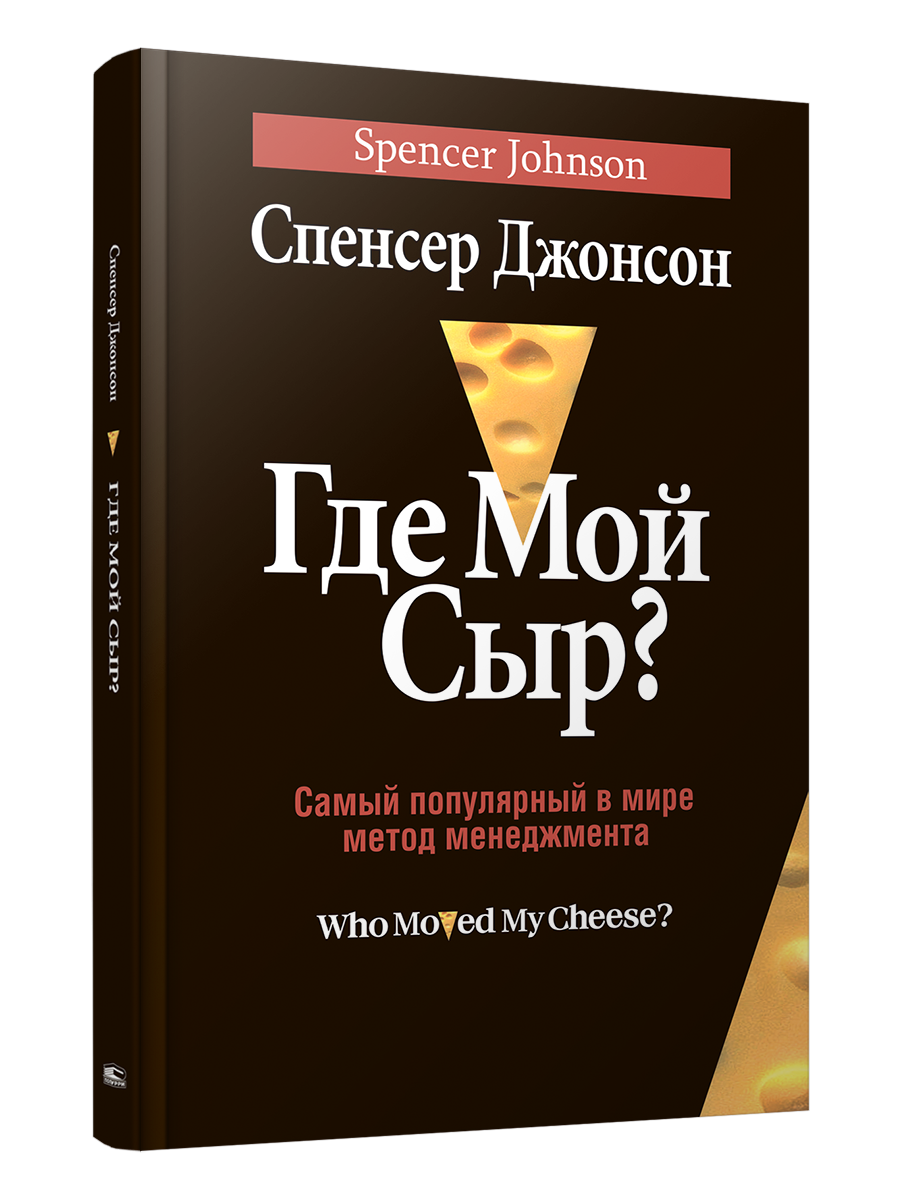 Spencer Johnson
Спенсер Джонсон
Где Мой
Сыр?
Самый популярный в мире
метод менеджмента
Who Moved My Cheese?
Спенсер Джонсон
ГДЕ МОЙ СЫР?